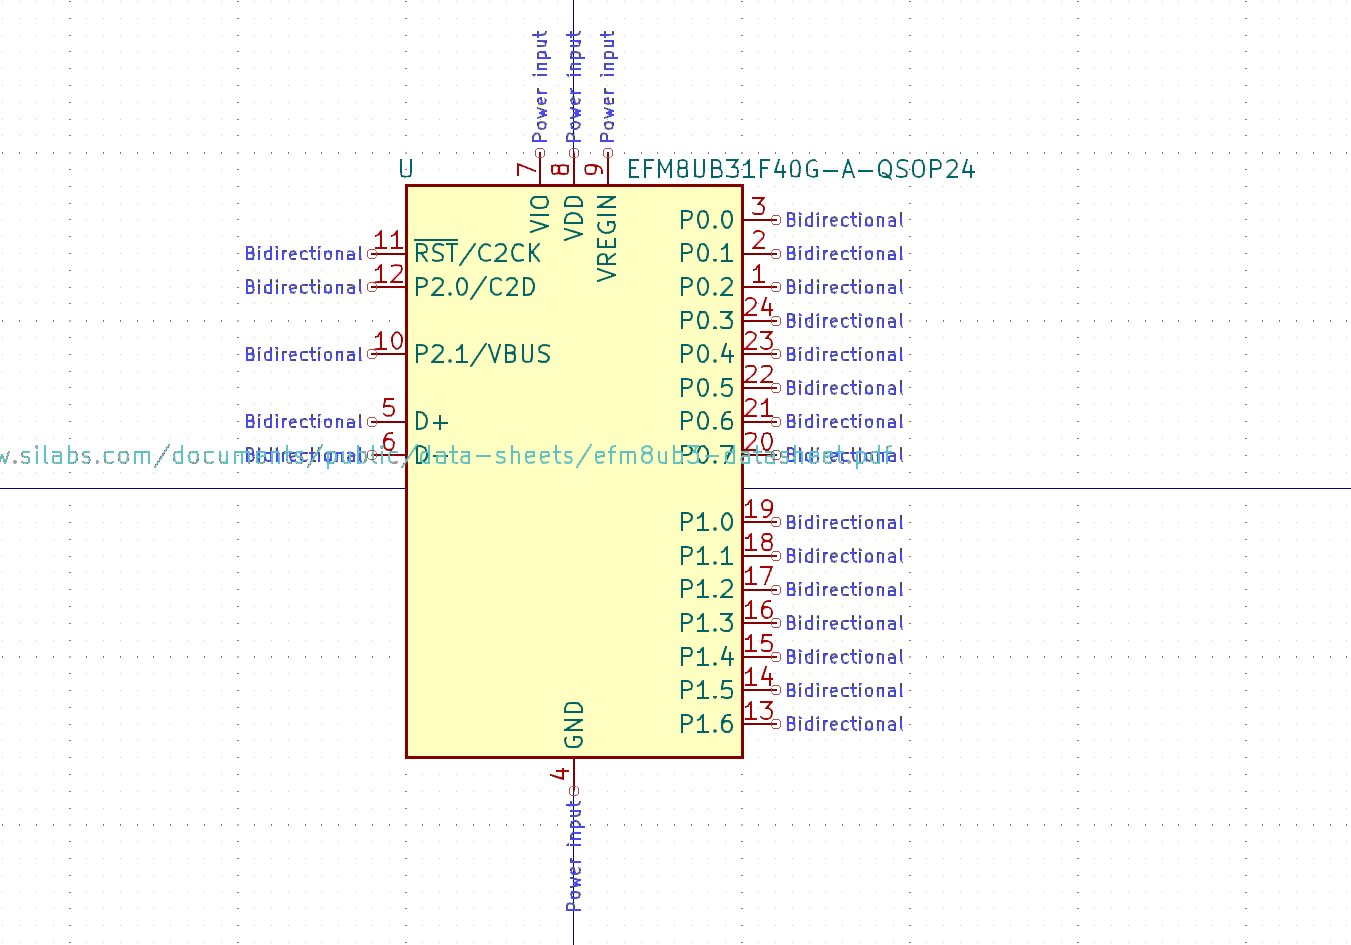 Power input
Power input
Power input
7
8
9
U
EFM8UB31F40G-A-QSOP24
VIO
VDD
VREGIN
P0.0 3 Bidirectional
Bidirectional 11 RST/C2CK
P0.1 2 Bidirectional
Bidirectional 12 P2.0/C2D
P0.2 1 Bidirectional
P0.3 24 Bidirectional
Bidirectional 10 P2.1/VBUS
P0.4 23 Bidirectional
P0.5 22 Bidirectional
Bidirectional 5 D+
P0.6 21 Bidirectional
Bidirectional 6 D-
P0.7 20 Bidirectional
w.silabs.com/documents/public/data-sheets/efm8ub3-datasheet.pdf
P1.0 19 Bidirectional
P1.1 18 Bidirectional
P1.2 17 Bidirectional
P1.3 16 Bidirectional
P1.4 15 Bidirectional
P1.5 14 Bidirectional
P1.6 13 Bidirectional
GND
4
Power input